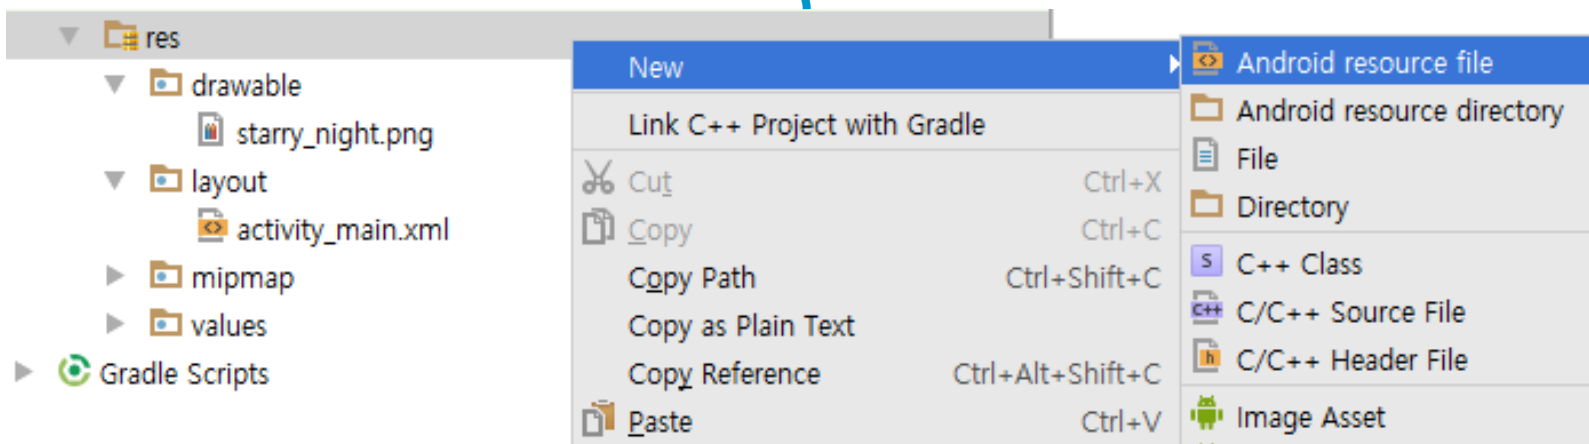 res
drawable
starry_night.png
layout
activity_main.xml
mipmap
values
Gradle Scripts
New
Link C++ Project with Gradle
Cut Ctrl+X
Copy Ctrl+C
Copy Path Ctrl+Shift+C
Copy as Plain Text
Copy Reference Ctrl+Alt+Shift+C
Paste Ctrl+V
Android resource file
Android resource directory
File
Directory
S C++ Class
C++ C/C++ Source File
h C/C++ Header File
Image Asset